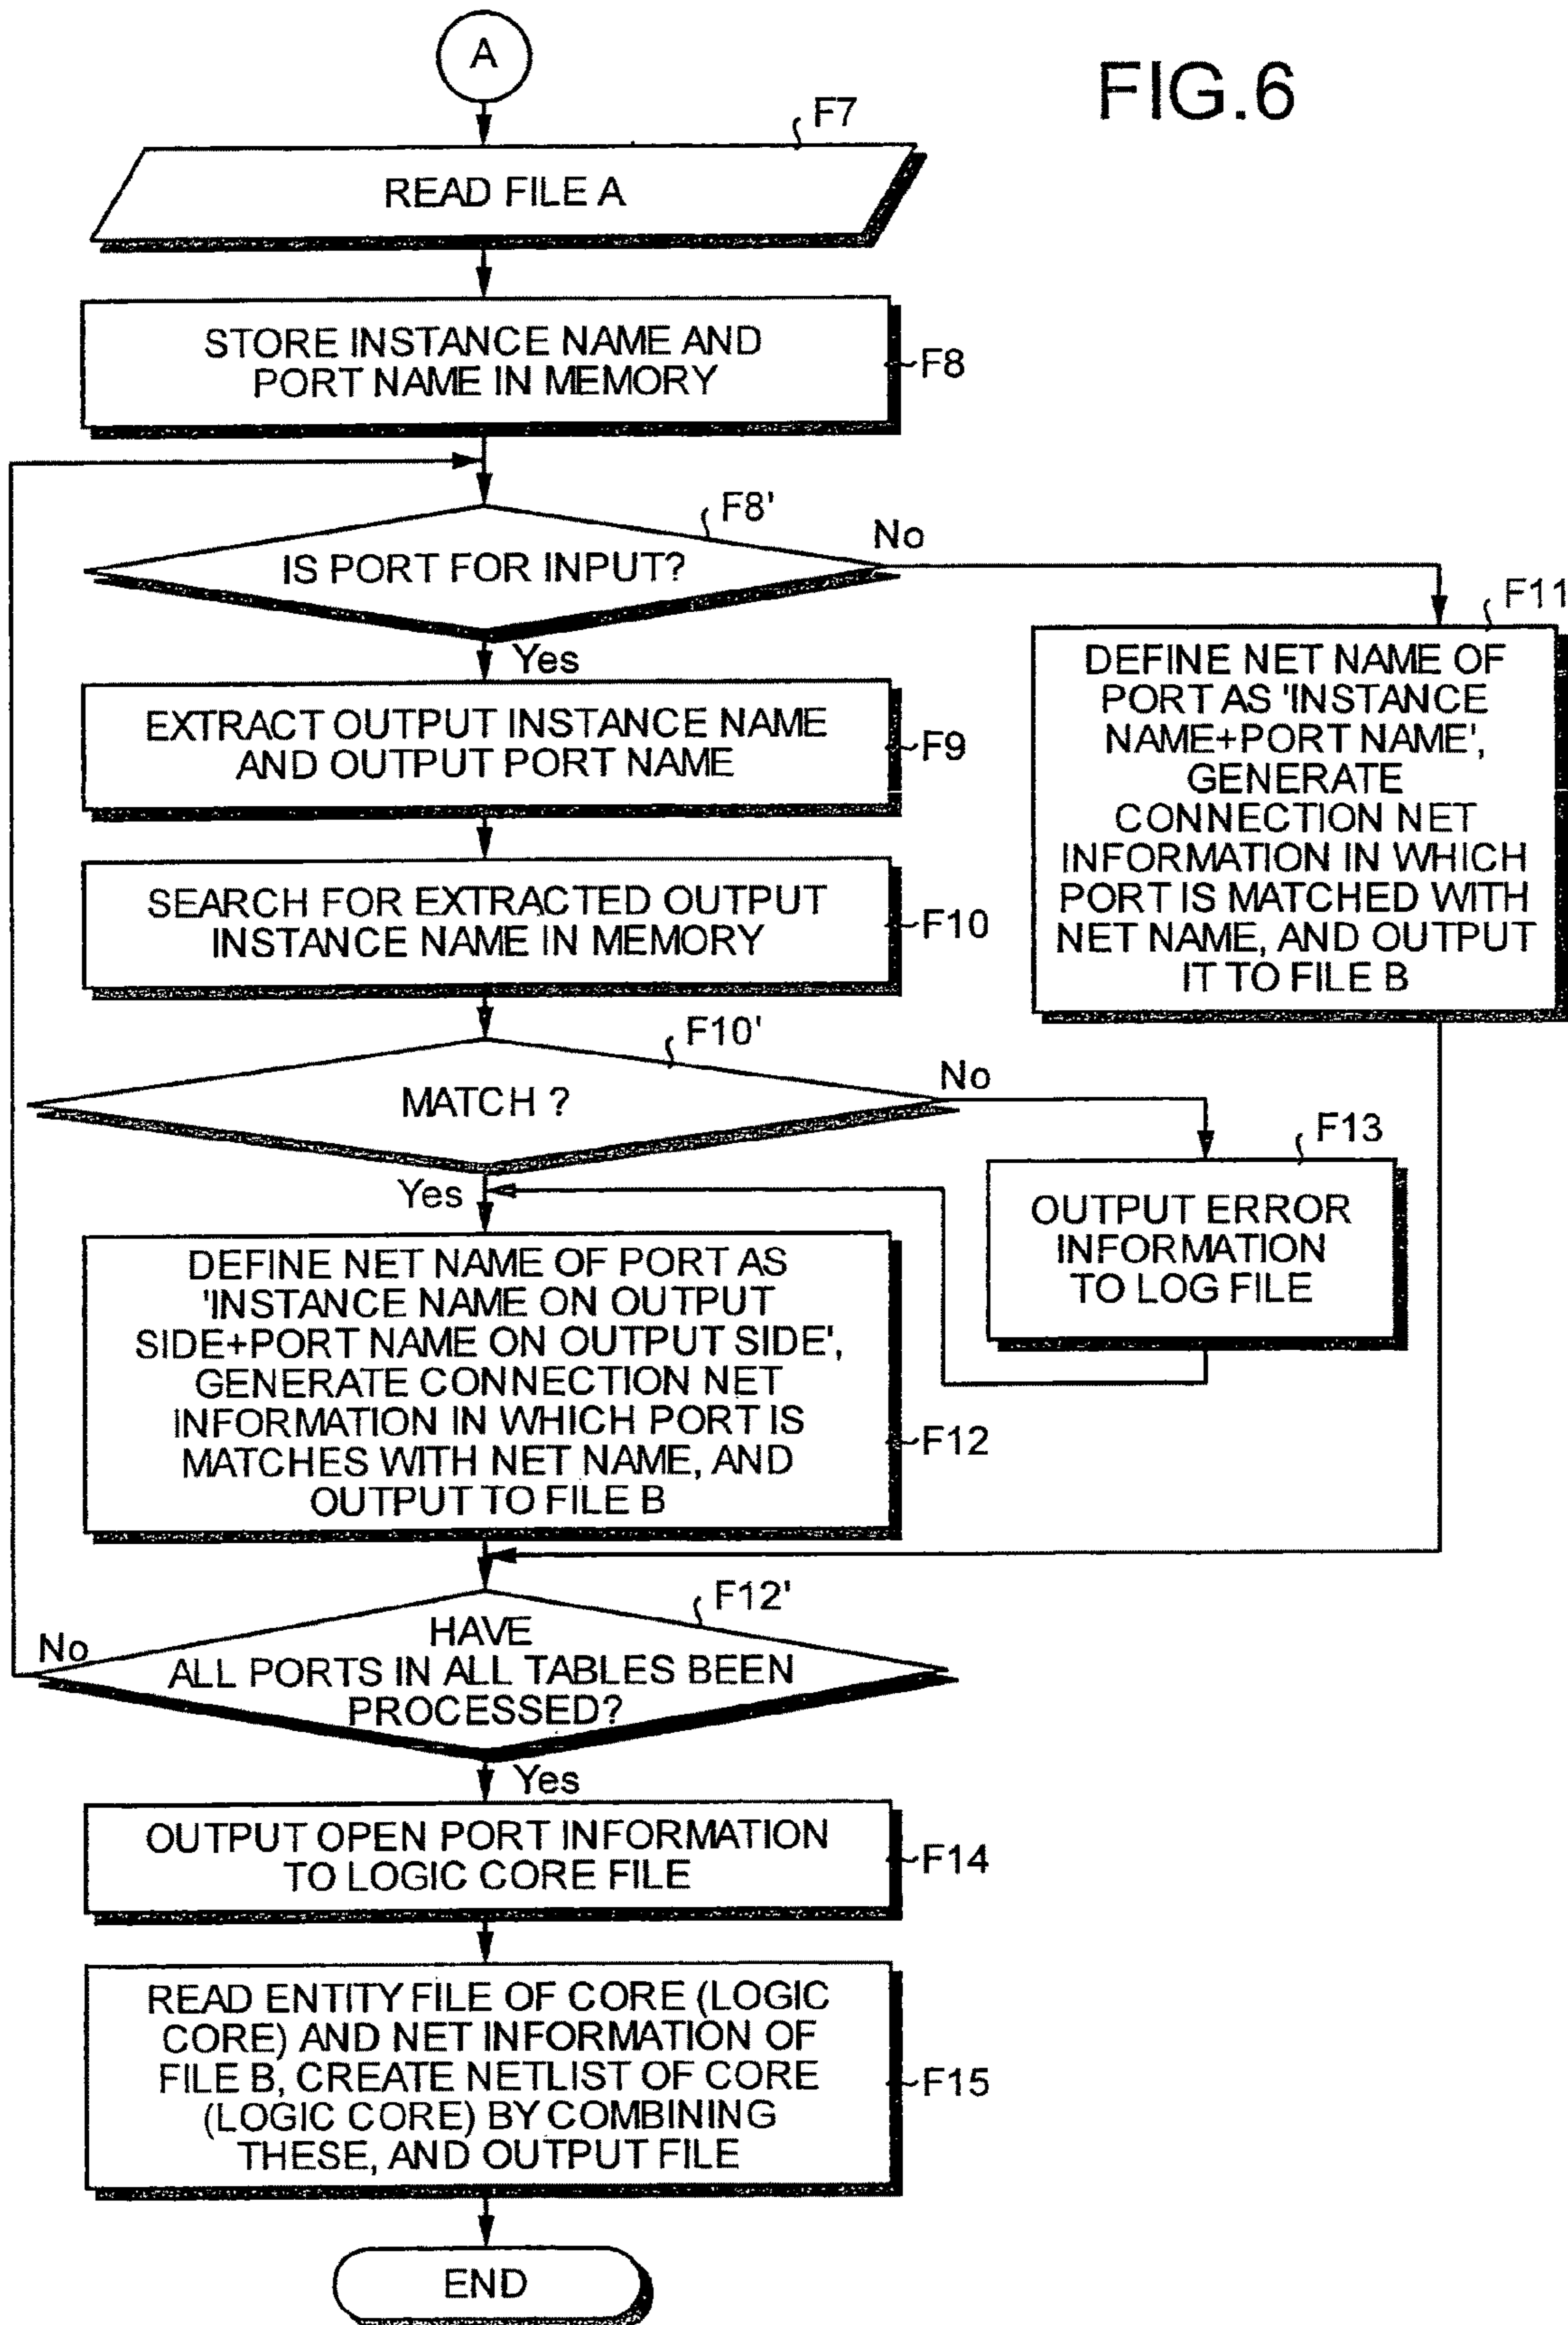 A
FIG.6
F7
READ FILE A
STORE INSTANCE NAME AND
PORT NAME IN MEMORY
F8
F8'
IS PORT FOR INPUT?
No
Yes
F11
DEFINE NET NAME OF
PORT AS 'INSTANCE
NAME+PORT NAME',
GENERATE
CONNECTION NET
INFORMATION IN WHICH
PORT IS MATCHED WITH
NET NAME, AND OUTPUT
IT TO FILE B
EXTRACT OUTPUT INSTANCE NAME
AND OUTPUT PORT NAME
F9
SEARCH FOR EXTRACTED OUTPUT
INSTANCE NAME IN MEMORY
F10
F10'
MATCH ?
No
Yes
F13
OUTPUT ERROR
INFORMATION
TO LOG FILE
DEFINE NET NAME OF PORT AS
'INSTANCE NAME ON OUTPUT
SIDE+PORT NAME ON OUTPUT SIDE',
GENERATE CONNECTION NET
INFORMATION IN WHICH PORT IS
MATCHES WITH NET NAME, AND
OUTPUT TO FILE B
F12
F12'
HAVE
ALL PORTS IN ALL TABLES BEEN
PROCESSED?
No
Yes
OUTPUT OPEN PORT INFORMATION
TO LOGIC CORE FILE
F14
READ ENTITY FILE OF CORE (LOGIC
CORE) AND NET INFORMATION OF
FILE B, CREATE NETLIST OF CORE
(LOGIC CORE) BY COMBINING
THESE, AND OUTPUT FILE
F15
END